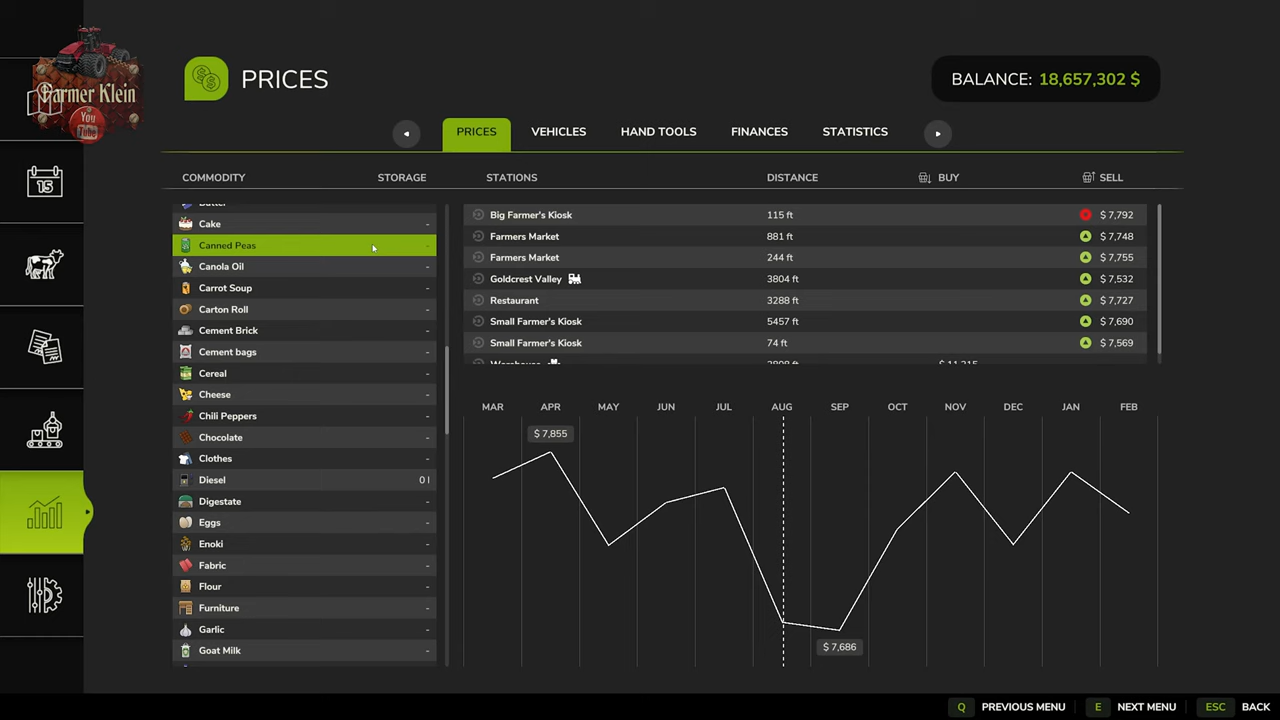 Farmer Klein
You
Tube
PRICES
BALANCE: 18,657,302 $
PRICES VEHICLES HAND TOOLS FINANCES STATISTICS
15
COMMODITY STORAGE STATIONS DISTANCE BUY SELL
Butter
Cake -
Canned Peas -
Canola Oil -
Carrot Soup -
Carton Roll -
Cement Brick -
Cement bags -
Cereal -
Cheese -
Chili Peppers -
Chocolate -
Clothes -
Diesel 0 l
Digestate -
Eggs -
Enoki -
Fabric -
Flour -
Furniture -
Garlic -
Goat Milk -
Big Farmer's Kiosk 115 ft $ 7,792
Farmers Market 881 ft $ 7,748
Farmers Market 244 ft $ 7,755
Goldcrest Valley 3804 ft $ 7,532
Restaurant 3288 ft $ 7,727
Small Farmer's Kiosk 5457 ft $ 7,690
Small Farmer's Kiosk 74 ft $ 7,569
Warehouse 3808 ft $ 11,215
MAR APR MAY JUN JUL AUG SEP OCT NOV DEC JAN FEB
$ 7,855
$ 7,686
Q PREVIOUS MENU E NEXT MENU ESC BACK